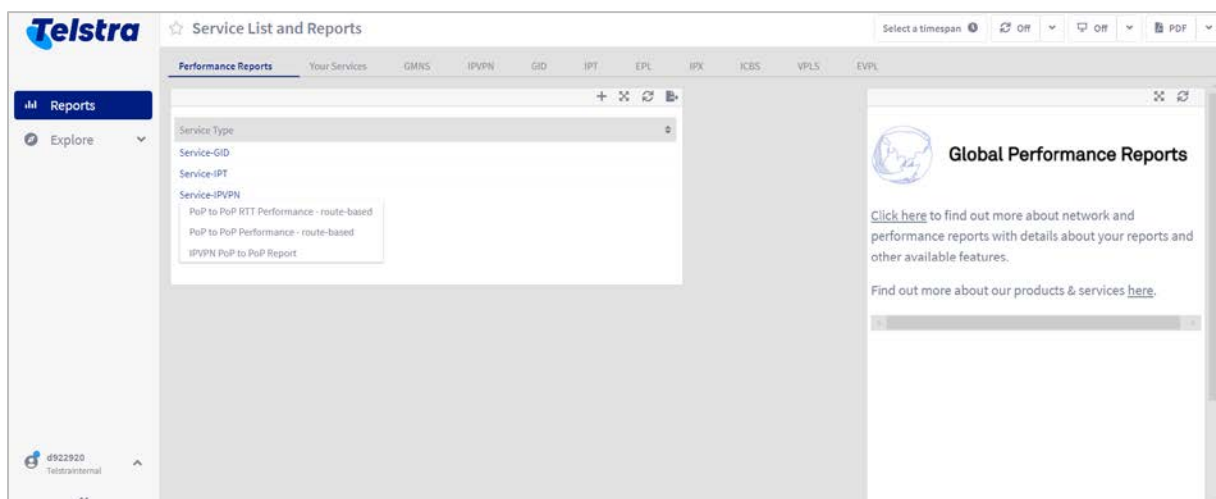 Telstra
Service List and Reports
Select a timespan
Off
Off
PDF
Performance Reports
Your Services
GMNS
IPVPN
GID
IPT
EPL
IPX
ICBS
VPLS
EVPL
Reports
Explore
Service Type
Service-GID
Service-IPT
Service-IPVPN
PoP to PoP RTT Performance - route-based
PoP to PoP Performance - route-based
IPVPN PoP to PoP Report
Global Performance Reports
Click here to find out more about network and
performance reports with details about your reports and
other available features.
Find out more about our products & services here.
d922920
TelstraInternal